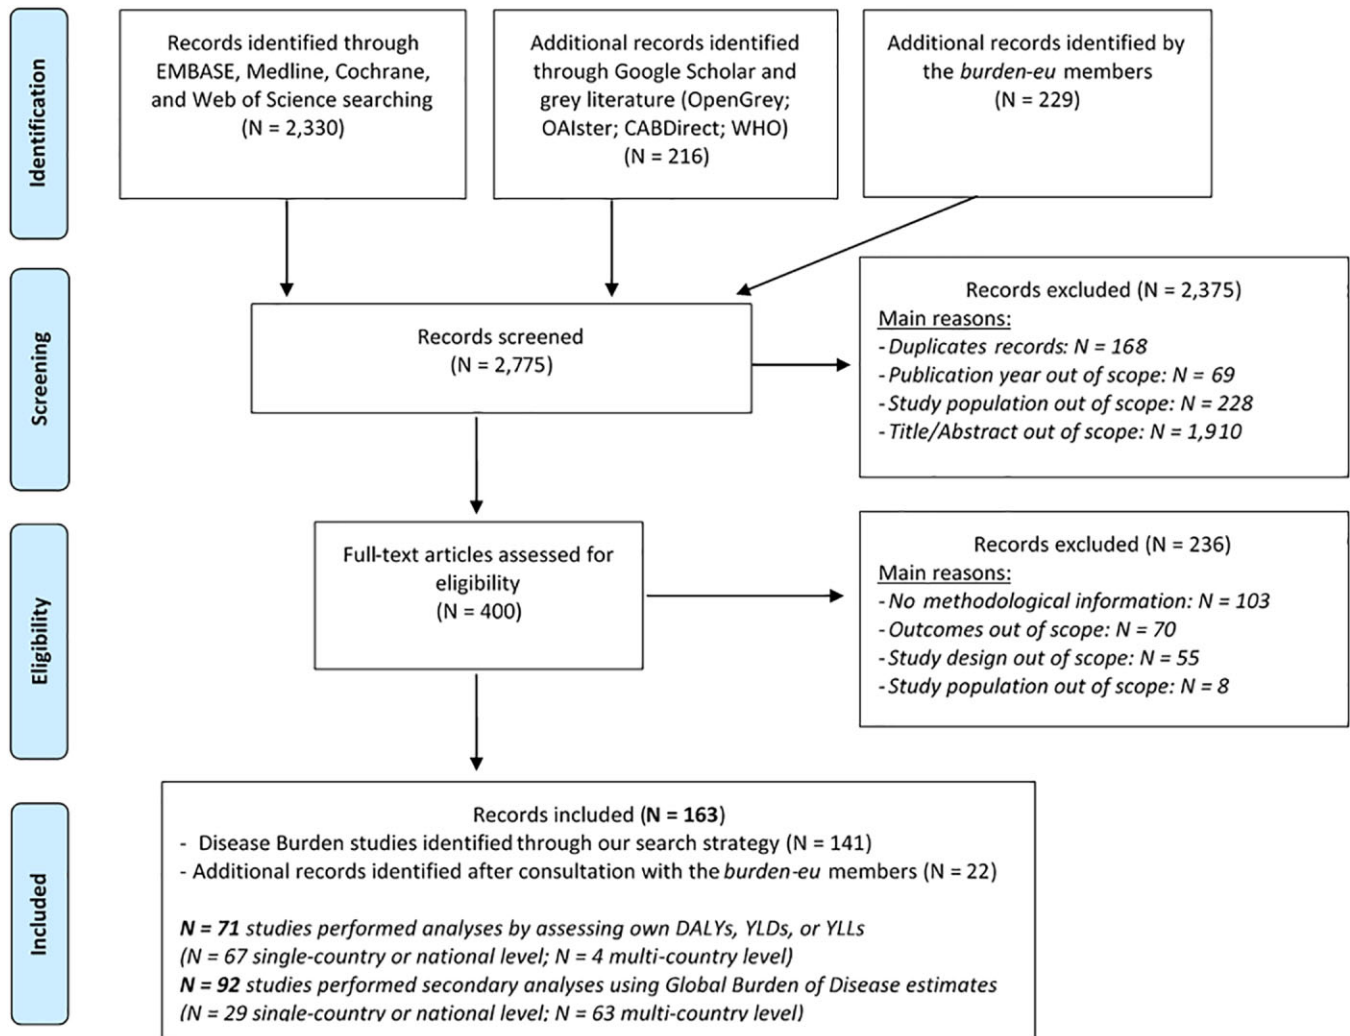 Identification
Records identified through
EMBASE, Medline, Cochrane,
and Web of Science searching
(N = 2,330)
Additional records identified
through Google Scholar and
grey literature (OpenGrey;
OAIster; CABDirect; WHO)
(N = 216)
Additional records identified by
the burden-eu members
(N = 229)
Screening
Records screened
(N = 2,775)
Records excluded (N = 2,375)
Main reasons:
- Duplicates records: N = 168
- Publication year out of scope: N = 69
- Study population out of scope: N = 228
- Title/Abstract out of scope: N = 1,910
Eligibility
Full-text articles assessed for
eligibility
(N = 400)
Records excluded (N = 236)
Main reasons:
- No methodological information: N = 103
- Outcomes out of scope: N = 70
- Study design out of scope: N = 55
- Study population out of scope: N = 8
Included
Records included (N = 163)
- Disease Burden studies identified through our search strategy (N = 141)
- Additional records identified after consultation with the burden-eu members (N = 22)
N = 71 studies performed analyses by assessing own DALYs, YLDs, or YLLs
(N = 67 single-country or national level; N = 4 multi-country level)
N = 92 studies performed secondary analyses using Global Burden of Disease estimates
(N = 29 single-country or national level; N = 63 multi-country level)